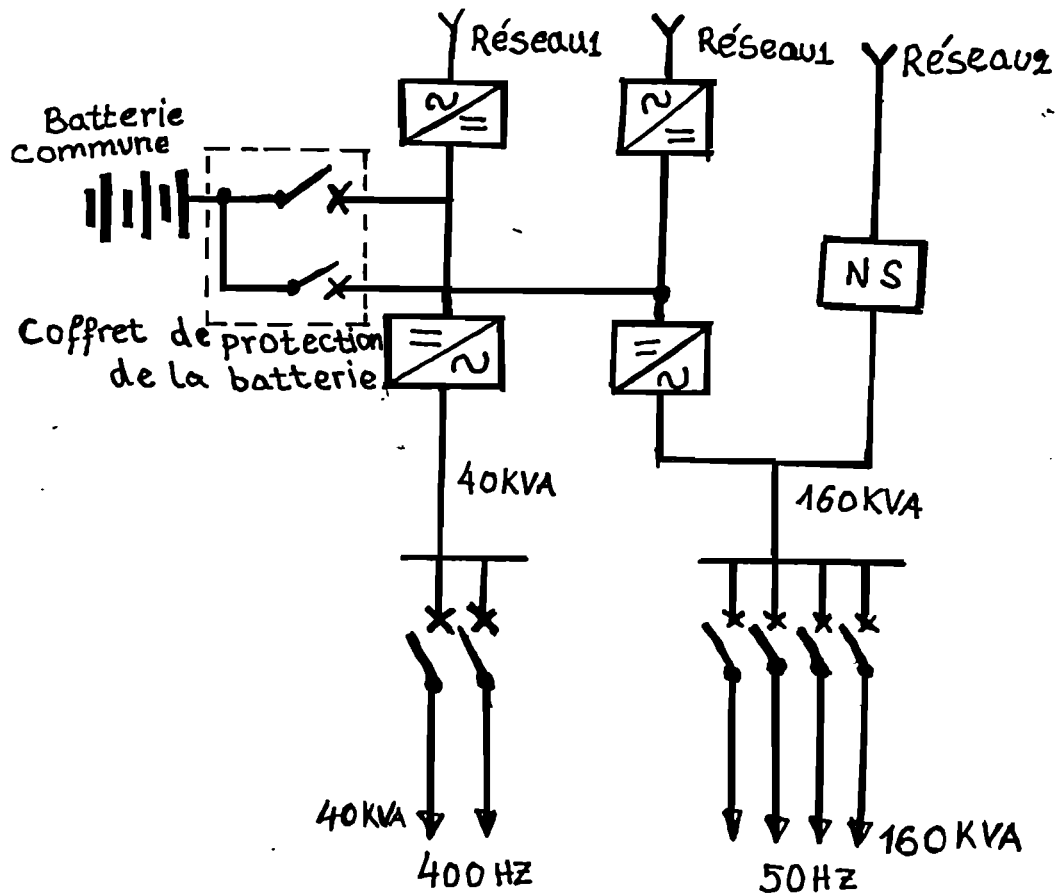 Réseau1
Réseau1
Réseau2
Batterie
commune
NS
Coffret de protection
de la batterie
40KVA
160KVA
40KVA
160KVA
400HZ
50HZ